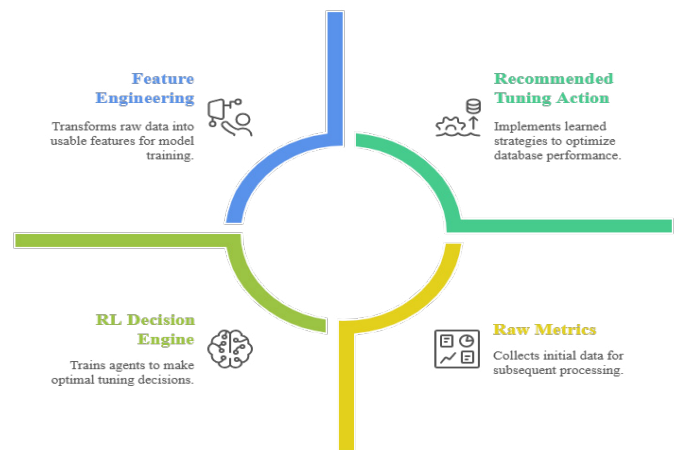 Feature
Engineering
Transforms raw data into
usable features for model
training.
Recommended
Tuning Action
Implements learned
strategies to optimize
database performance.
RL Decision
Engine
Trains agents to make
optimal tuning decisions.
Raw Metrics
Collects initial data for
subsequent processing.